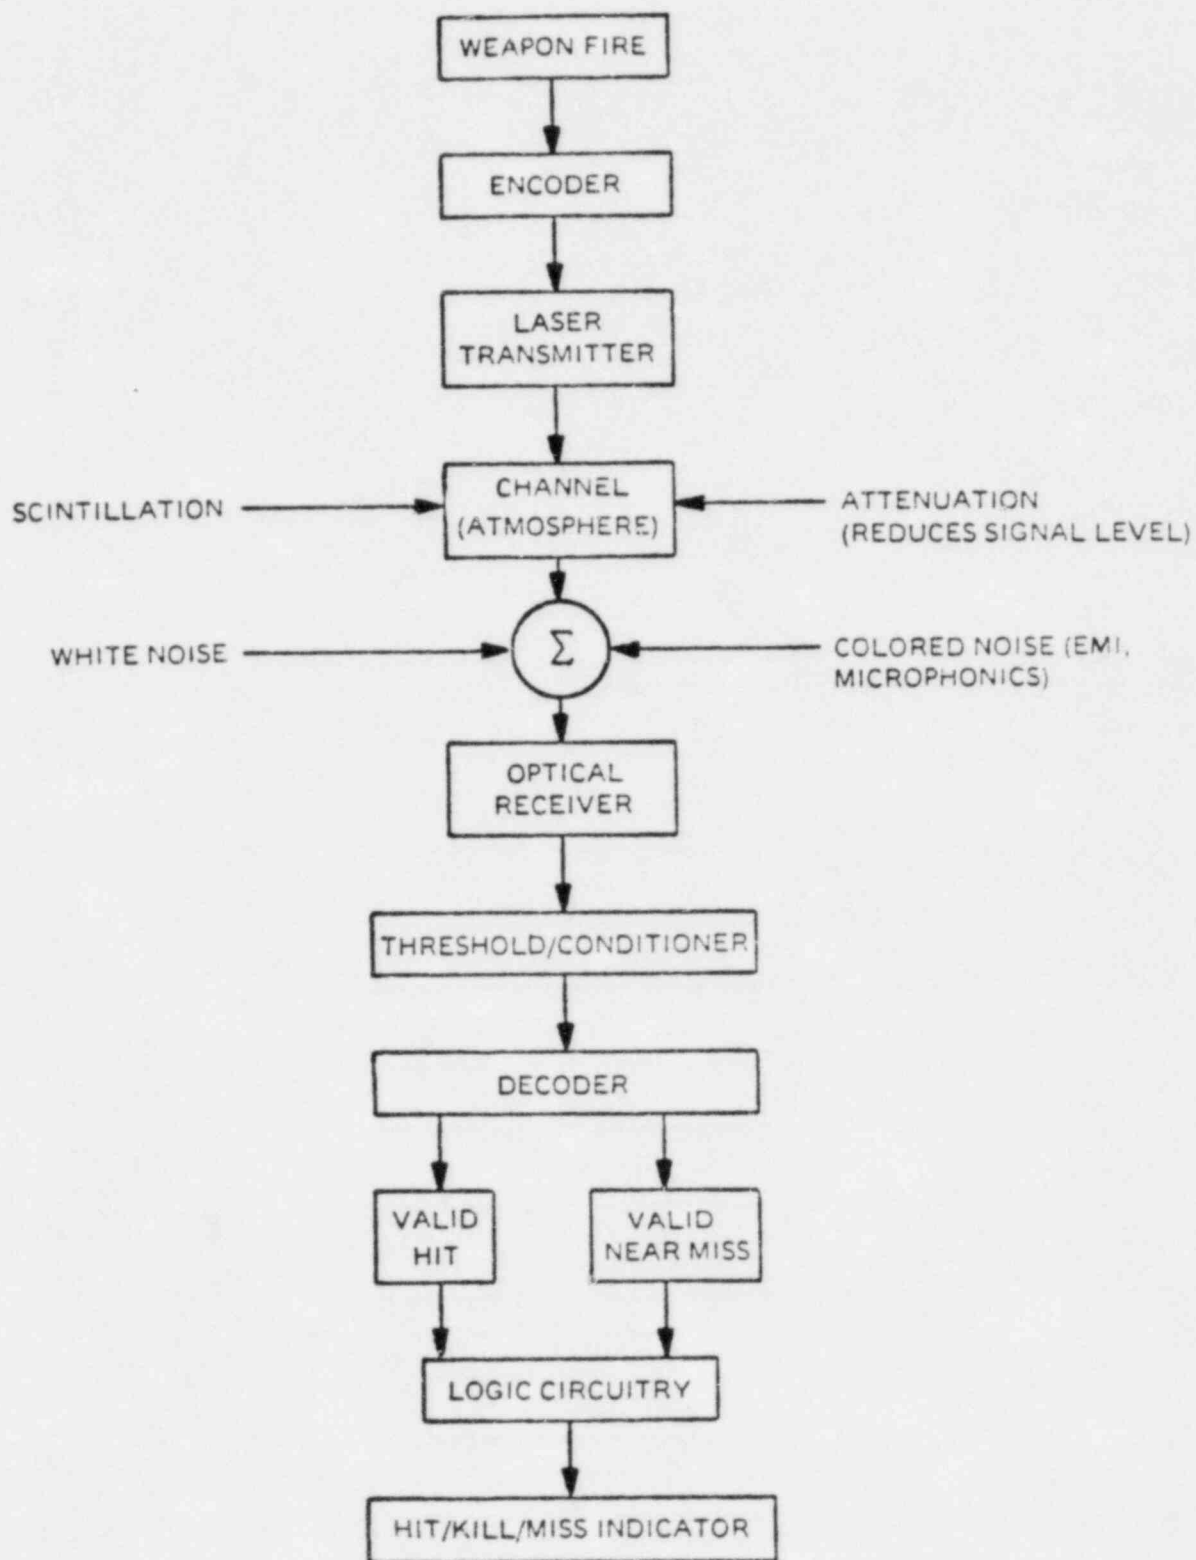 WEAPON FIRE
ENCODER
LASER
TRANSMITTER
SCINTILLATION
CHANNEL
(ATMOSPHERE)
ATTENUATION
(REDUCES SIGNAL LEVEL)
WHITE NOISE
Σ
COLORED NOISE (EMI,
MICROPHONICS)
OPTICAL
RECEIVER
THRESHOLD/CONDITIONER
DECODER
VALID
HIT
VALID
NEAR MISS
LOGIC CIRCUITRY
HIT/KILL/MISS INDICATOR